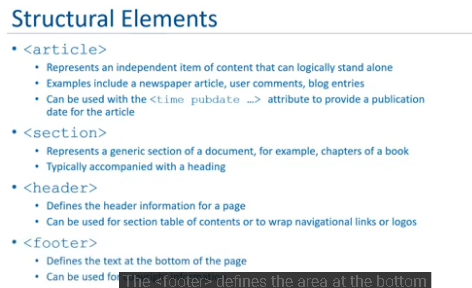 Structural Elements
• <article>
• Represents an independent item of content that can logically stand alone
• Examples include a newspaper article, user comments, blog entries
• Can be used with the <time pubdate …> attribute to provide a publication
date for the article
• <section>
• Represents a generic section of a document, for example, chapters of a book
• Typically accompanied with a heading
• <header>
• Defines the header information for a page
• Can be used for section table of contents or to wrap navigational links or logos
• <footer>
• Defines the text at the bottom of the page
• Can be used for
The <footer> defines the area at the bottom